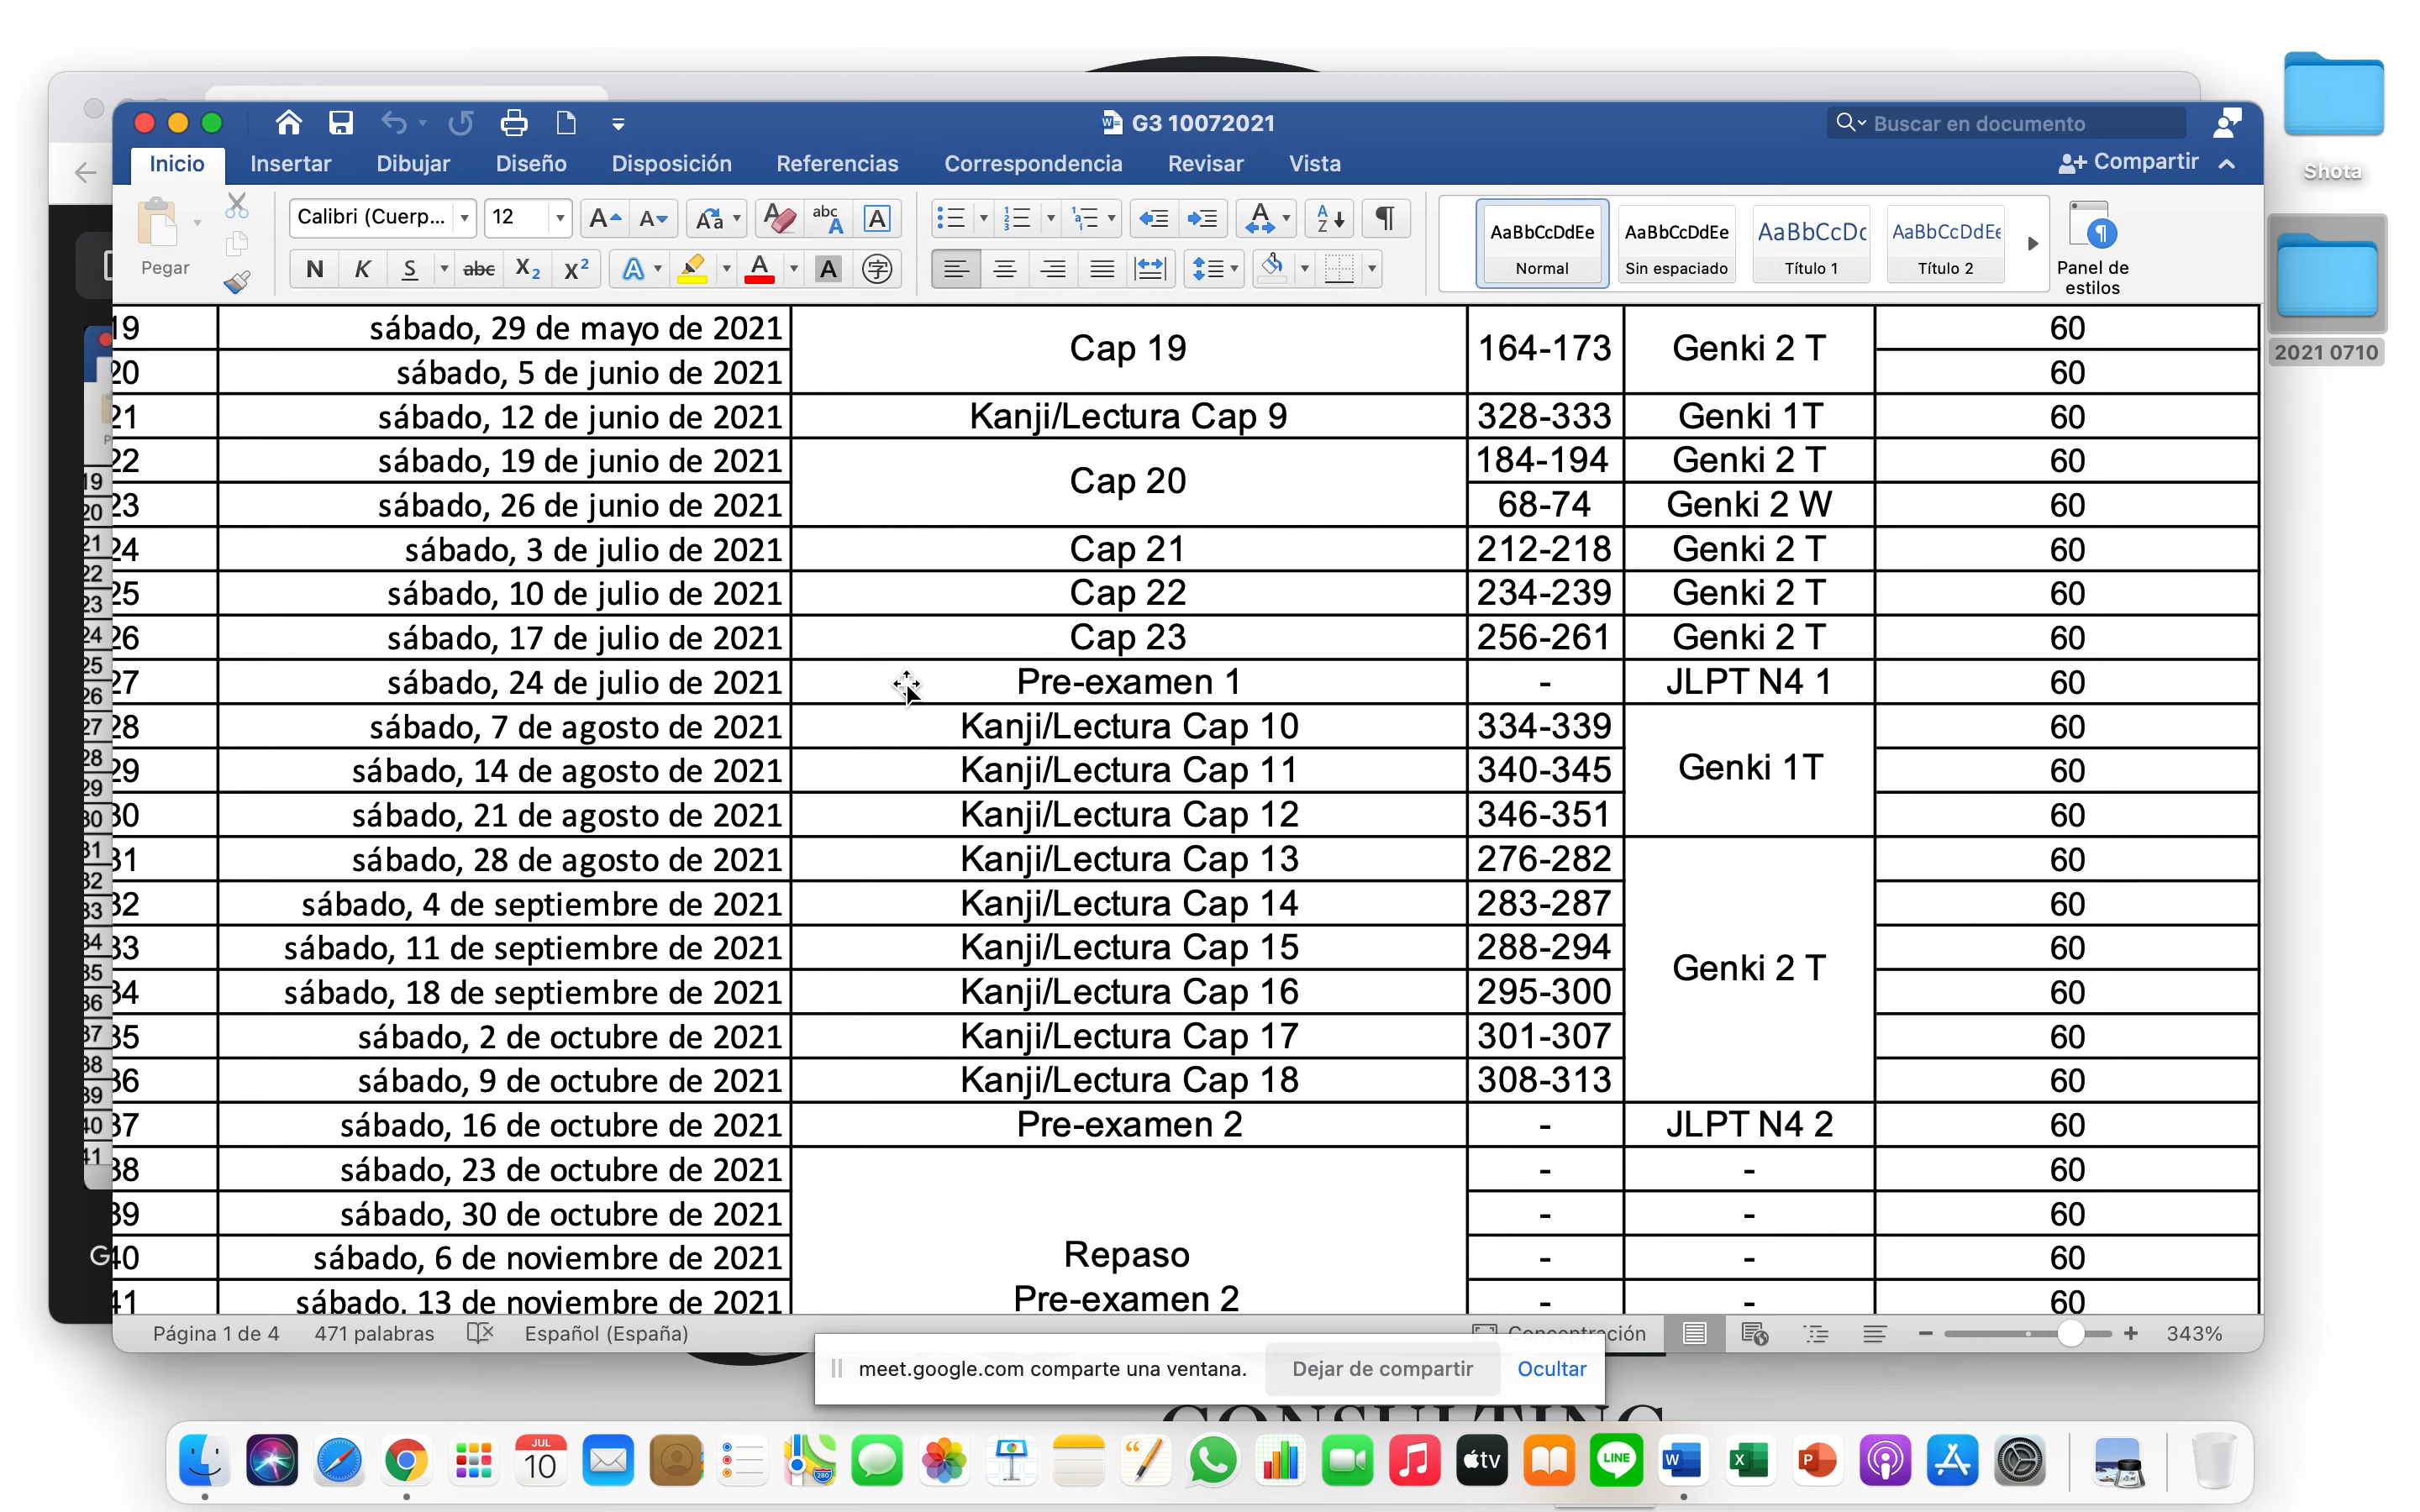 G3 10072021
Buscar en documento
Inicio Insertar Dibujar Diseño Disposición Referencias Correspondencia Revisar Vista Compartir
Shota
Calibri (Cuerp... 12
AaBbCcDdEe AaBbCcDdEe AaBbCcDc AaBbCcDdEe
Pegar
Normal Sin espaciado Título 1 Título 2
Panel de estilos
2021 0710
19 sábado, 29 de mayo de 2021 Cap 19 164-173 Genki 2 T 60
20 sábado, 5 de junio de 2021 60
21 sábado, 12 de junio de 2021 Kanji/Lectura Cap 9 328-333 Genki 1T 60
22 sábado, 19 de junio de 2021 Cap 20 184-194 Genki 2 T 60
23 sábado, 26 de junio de 2021 68-74 Genki 2 W 60
24 sábado, 3 de julio de 2021 Cap 21 212-218 Genki 2 T 60
25 sábado, 10 de julio de 2021 Cap 22 234-239 Genki 2 T 60
26 sábado, 17 de julio de 2021 Cap 23 256-261 Genki 2 T 60
27 sábado, 24 de julio de 2021 Pre-examen 1 - JLPT N4 1 60
28 sábado, 7 de agosto de 2021 Kanji/Lectura Cap 10 334-339 Genki 1T 60
29 sábado, 14 de agosto de 2021 Kanji/Lectura Cap 11 340-345 60
30 sábado, 21 de agosto de 2021 Kanji/Lectura Cap 12 346-351 60
31 sábado, 28 de agosto de 2021 Kanji/Lectura Cap 13 276-282 Genki 2 T 60
32 sábado, 4 de septiembre de 2021 Kanji/Lectura Cap 14 283-287 60
33 sábado, 11 de septiembre de 2021 Kanji/Lectura Cap 15 288-294 60
34 sábado, 18 de septiembre de 2021 Kanji/Lectura Cap 16 295-300 60
35 sábado, 2 de octubre de 2021 Kanji/Lectura Cap 17 301-307 60
36 sábado, 9 de octubre de 2021 Kanji/Lectura Cap 18 308-313 60
37 sábado, 16 de octubre de 2021 Pre-examen 2 - JLPT N4 2 60
38 sábado, 23 de octubre de 2021 - - 60
39 sábado, 30 de octubre de 2021 - - 60
40 sábado, 6 de noviembre de 2021 Repaso - - 60
41 sábado, 13 de noviembre de 2021 Pre-examen 2 - - 60
Página 1 de 4 471 palabras Español (España) Concentración 343%
meet.google.com comparte una ventana. Dejar de compartir Ocultar
CONSULTING
JUL
10
tv
LINE